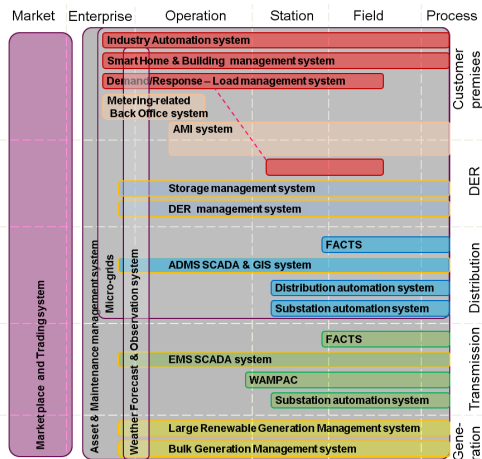 Market Enterprise Operation Station Field Process
Industry Automation system
Smart Home & Building management system
Demand/Response – Load management system
Metering-related
Back Office system
AMI system
Storage management system
DER management system
FACTS
ADMS SCADA & GIS system
Distribution automation system
Substation automation system
FACTS
EMS SCADA system
WAMPAC
Substation automation system
Large Renewable Generation Management system
Bulk Generation Management system
Market place and Trading system
Asset & Maintenance management system
Micro-grids
Weather Forecast & Observation system
Customer
premises
DER
Distribution
Transmission
Gene-
ration